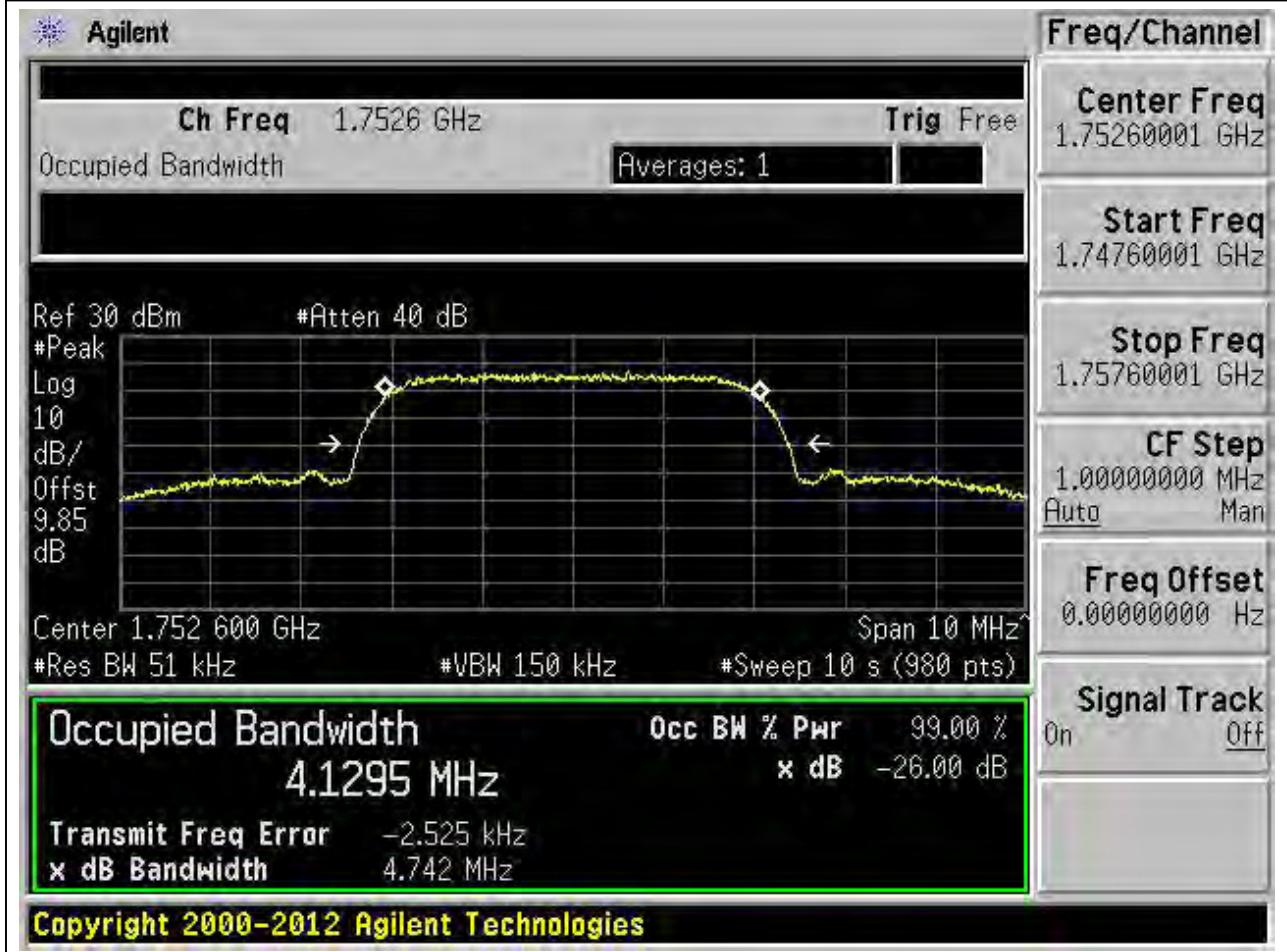 Agilent
Freq/Channel
Ch Freq 1.7526 GHz Trig Free
Occupied Bandwidth Averages: 1
Center Freq
1.75260001 GHz
Start Freq
1.74760001 GHz
Stop Freq
1.75760001 GHz
CF Step
1.00000000 MHz
Auto Man
Freq Offset
0.00000000 Hz
Signal Track
On Off
Ref 30 dBm #Atten 40 dB
#Peak
Log
10
dB/
Offst
9.85
dB
Center 1.752 600 GHz Span 10 MHz^
#Res BW 51 kHz #VBW 150 kHz #Sweep 10 s (980 pts)
Occupied Bandwidth Occ BW % Pwr 99.00 %
4.1295 MHz x dB -26.00 dB
Transmit Freq Error -2.525 kHz
x dB Bandwidth 4.742 MHz
Copyright 2000-2012 Agilent Technologies